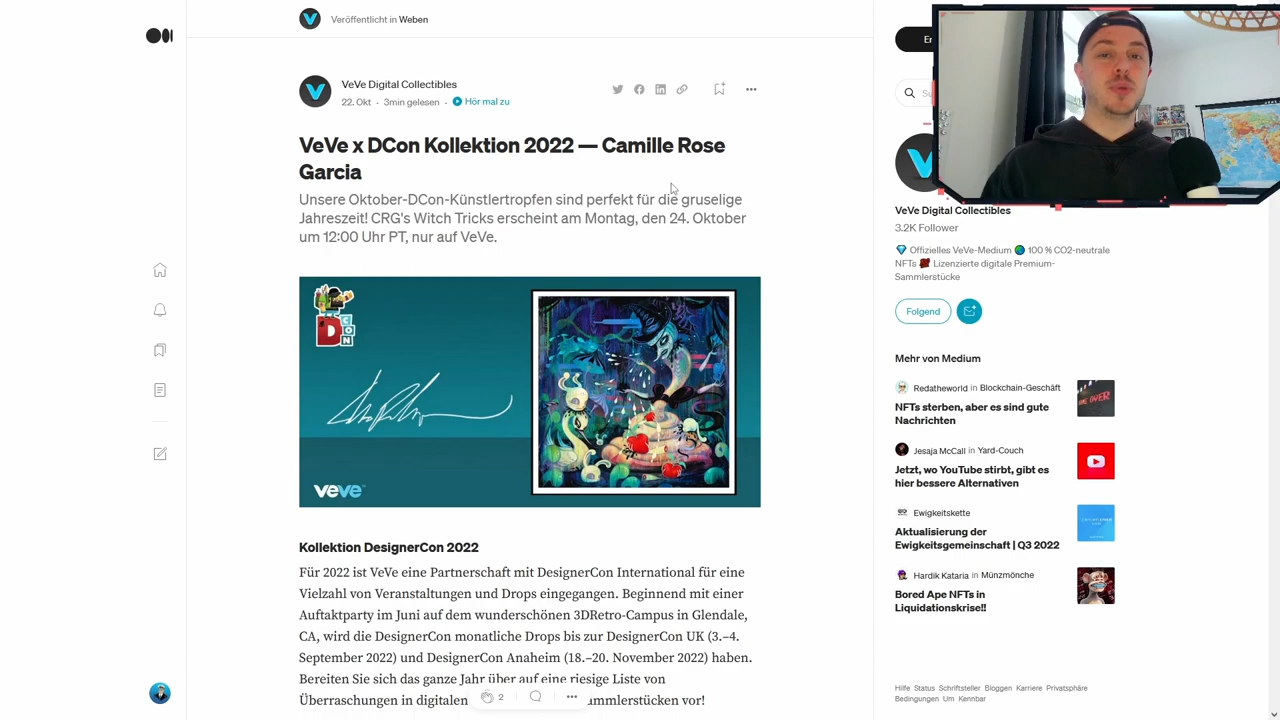 Veröffentlicht in Weben
VeVe Digital Collectibles
22. Okt · 3min gelesen · Hör mal zu
VeVe x DCon Kollektion 2022 — Camille Rose
Garcia
Unsere Oktober-DCon-Künstlertropfen sind perfekt für die gruselige
Jahreszeit! CRG's Witch Tricks erscheint am Montag, den 24. Oktober
um 12:00 Uhr PT, nur auf VeVe.
D
CON
veve
Kollektion DesignerCon 2022
Für 2022 ist VeVe eine Partnerschaft mit DesignerCon International für eine
Vielzahl von Veranstaltungen und Drops eingegangen. Beginnend mit einer
Auftaktparty im Juni auf dem wunderschönen 3DRetro-Campus in Glendale,
CA, wird die DesignerCon monatliche Drops bis zur DesignerCon UK (3.–4.
September 2022) und DesignerCon Anaheim (18.–20. November 2022) haben.
Bereiten Sie sich das ganze Jahr über auf eine riesige Liste von
Überraschungen in digitalen ammlerstücken vor!
2
VeVe Digital Collectibles
3.2K Follower
Offizielles VeVe-Medium 100 % CO2-neutrale
NFTs Lizenzierte digitale Premium-
Sammlerstücke
Folgend
Mehr von Medium
Redatheworld in Blockchain-Geschäft
NFTs sterben, aber es sind gute
Nachrichten
Jesaja McCall in Yard-Couch
Jetzt, wo YouTube stirbt, gibt es
hier bessere Alternativen
Ewigkeitskette
Aktualisierung der
Ewigkeitsgemeinschaft | Q3 2022
Hardik Kataria in Münzmönche
Bored Ape NFTs in
Liquidationskrise!!
Hilfe Status Schriftsteller Bloggen Karriere Privatsphäre
Bedingungen Um Kennbar